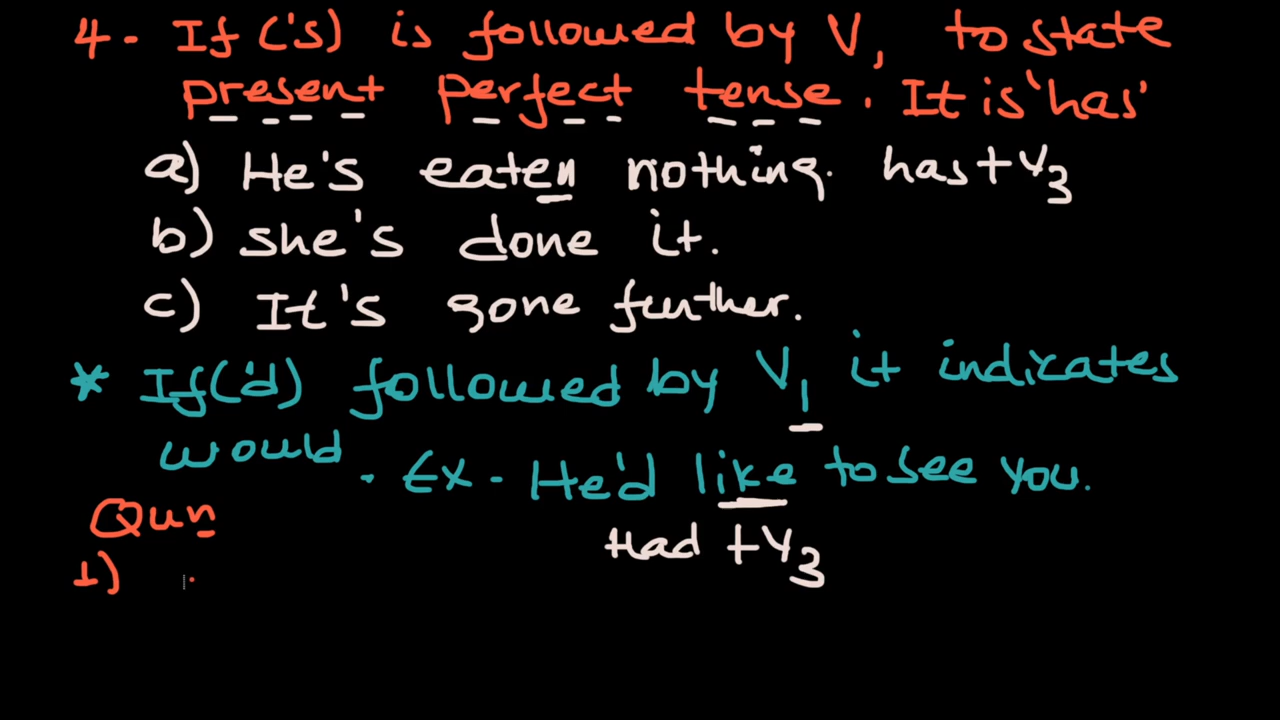 4- If ('s) is followed by V, to state
present perfect tense. It is 'has'
a) He's eaten nothing. has+V3
b) she's done it.
c) It's gone further.
* If('d) followed by V1 it indicates
would. Ex- He'd like to see you.
Qun
Had +V3
1)